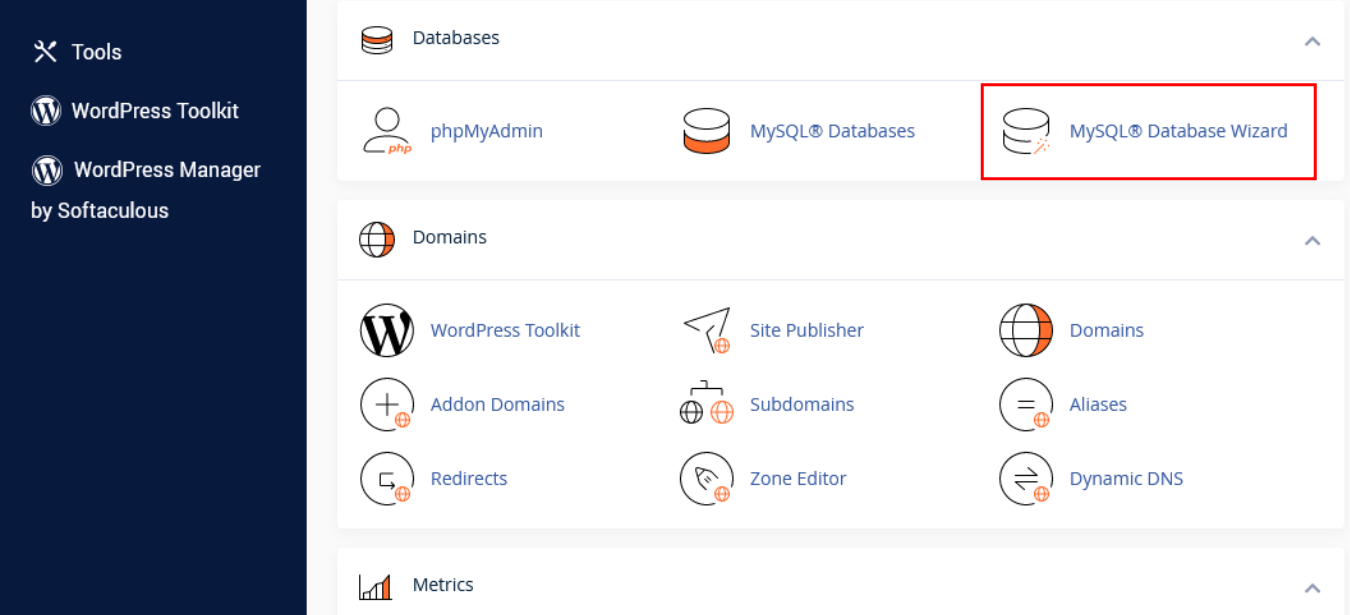 Tools
WordPress Toolkit
WordPress Manager
by Softaculous
Databases
phpMyAdmin
php
MySQL® Databases
MySQL® Database Wizard
Domains
WordPress Toolkit
Site Publisher
Domains
Addon Domains
Subdomains
Aliases
Redirects
Zone Editor
Dynamic DNS
Metrics